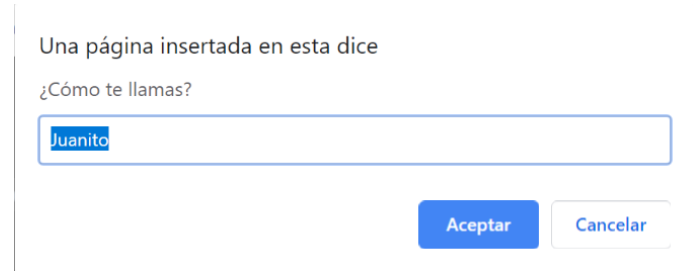 Una página insertada en esta dice
¿Cómo te llamas?
Juanito
Aceptar Cancelar